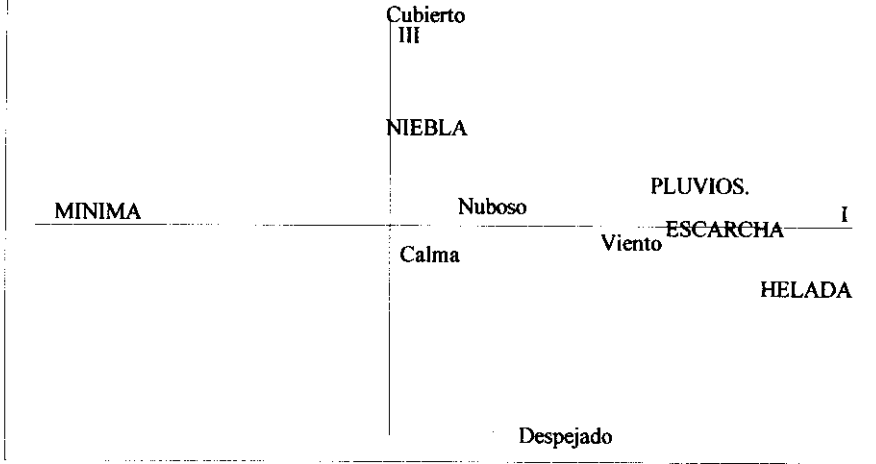 Cubierto
III
NIEBLA
PLUVIOS.
MINIMA
Nuboso
I
ESCARCHA
Viento
Calma
HELADA
Despejado